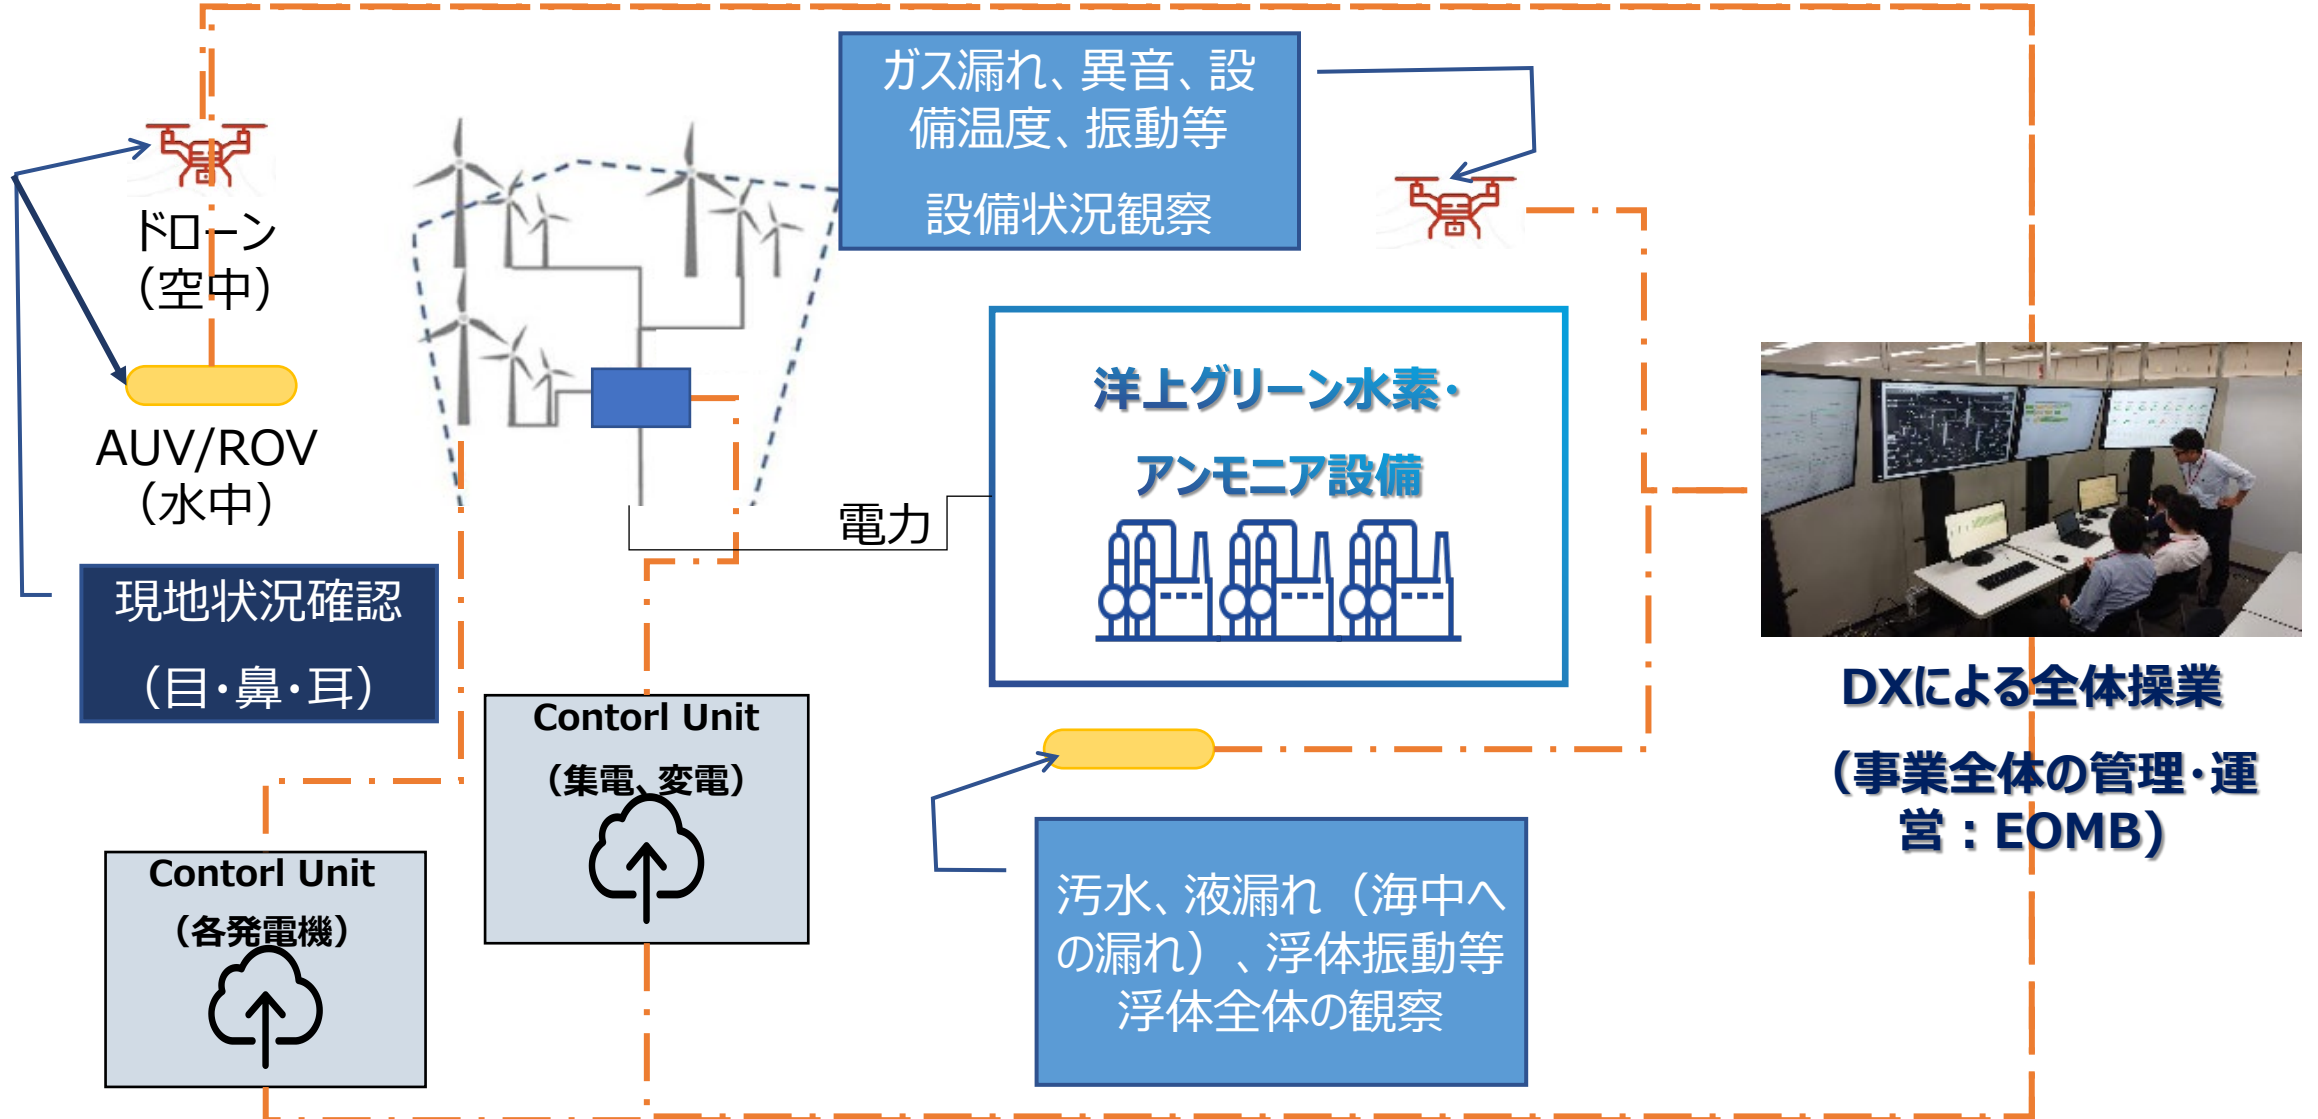 ガス漏れ、異音、設
備温度、振動等
設備状況観察
ドローン
（空中）
AUV/ROV
（水中）
現地状況確認
（目・鼻・耳）
電力
洋上グリーン水素・
アンモニア設備
Contorl Unit
（集電、変電）
Contorl Unit
（各発電機）
汚水、液漏れ（海中へ
の漏れ）、浮体振動等
浮体全体の観察
DXによる全体操業
（事業全体の管理・運
営：EOMB)